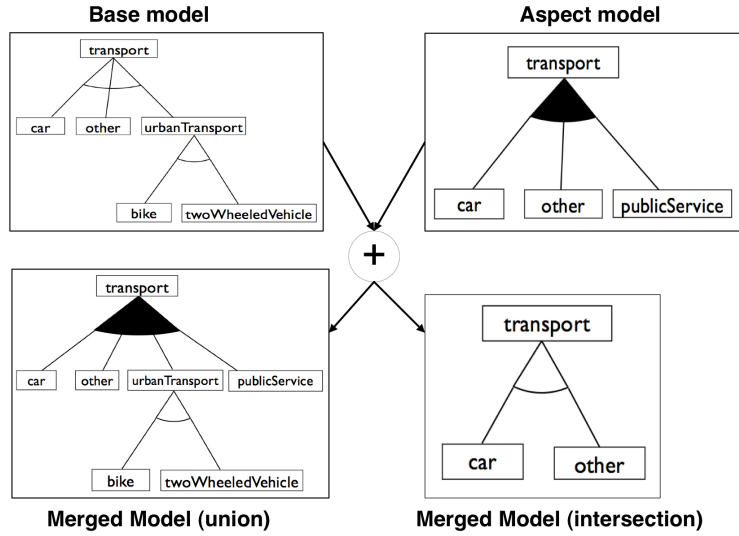 Base model
transport
car
other
urbanTransport
bike
twoWheeledVehicle
Aspect model
transport
car
other
publicService
+
transport
car
other
urbanTransport
publicService
bike
twoWheeledVehicle
Merged Model (union)
transport
car
other
Merged Model (intersection)